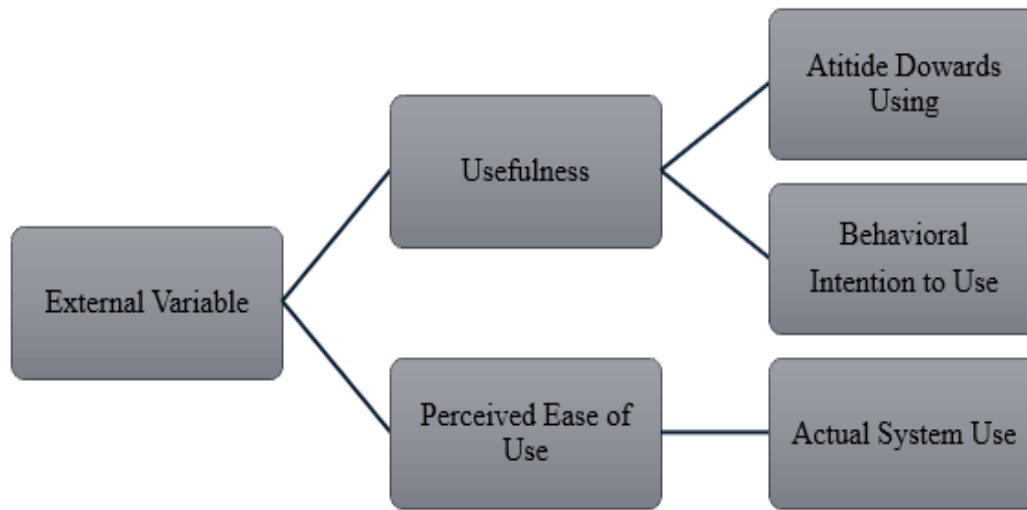 Atitide Dowards
Using
Usefulness
Behavioral
Intention to Use
External Variable
Perceived Ease of
Use
Actual System Use